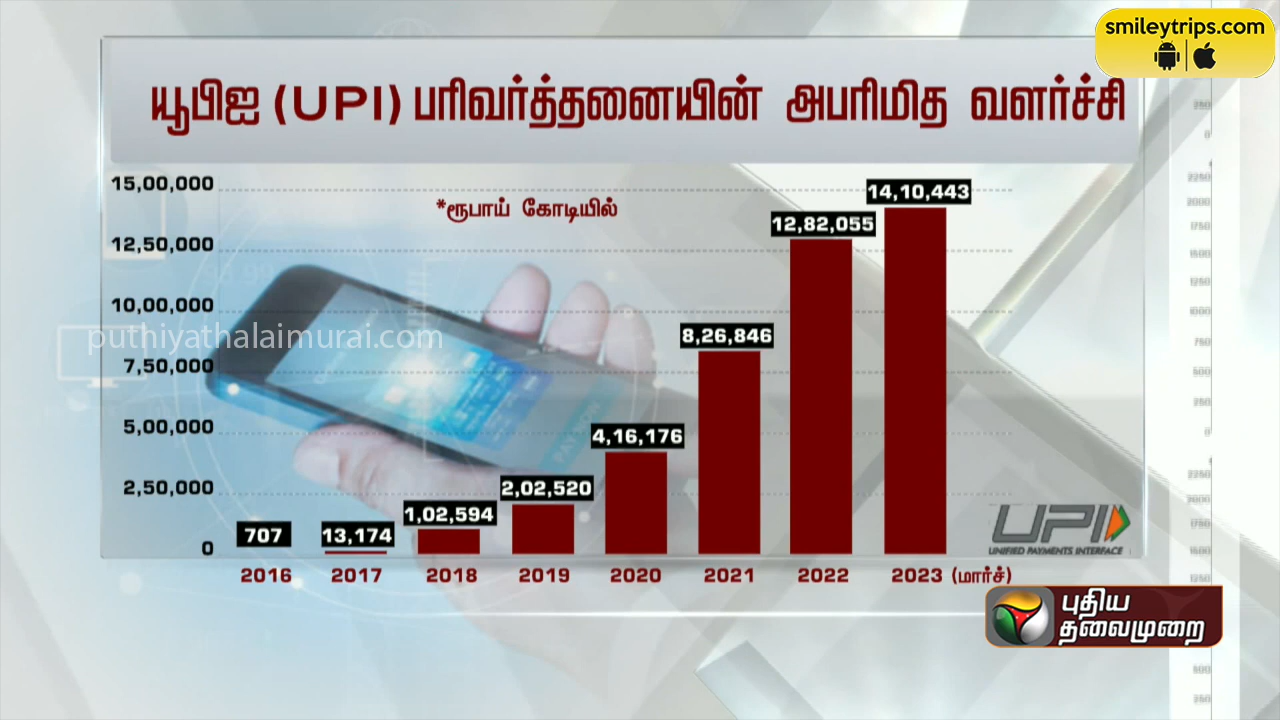 smileytrips.com
யூபிஐ (UPI) பரிவர்த்தனையின் அபரிமித வளர்ச்சி
*ரூபாய் கோடியில்
15,00,000
12,50,000
10,00,000
7,50,000
5,00,000
2,50,000
0
707
13,174
1,02,594
2,02,520
4,16,176
8,26,846
12,82,055
14,10,443
2016 2017 2018 2019 2020 2021 2022 2023 (மார்ச்)
puthiyathalaimurai.com
UPI
UNIFIED PAYMENTS INTERFACE
புதிய
தலைமுறை